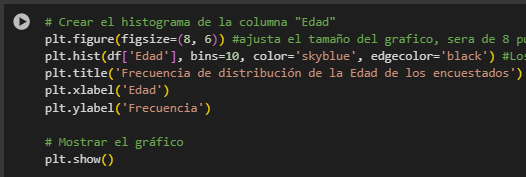 # Crear el histograma de la columna "Edad"
plt.figure(figsize=(8, 6)) #ajusta el tamaño del grafico, sera de 8
plt.hist(df['Edad'], bins=10, color='skyblue', edgecolor='black')
plt.title('Frecuencia de distribución de la Edad de los encuestados')
plt.xlabel('Edad')
plt.ylabel('Frecuencia')
# Mostrar el gráfico
plt.show()